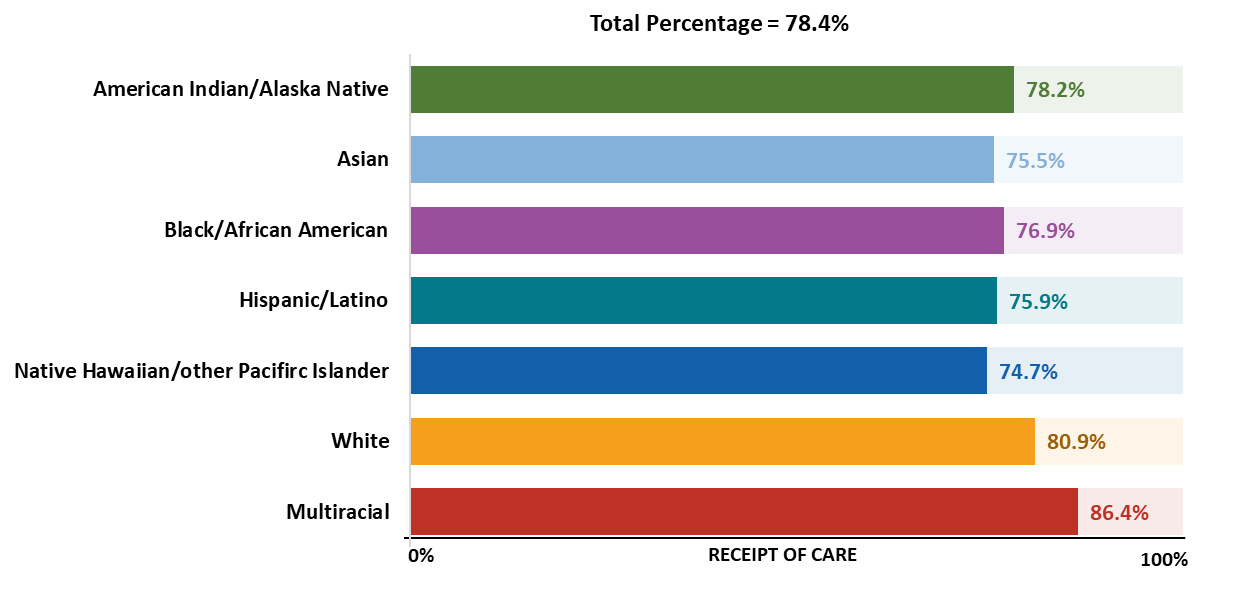 Total Percentage = 78.4%
American Indian/Alaska Native 78.2%
Asian 75.5%
Black/African American 76.9%
Hispanic/Latino 75.9%
Native Hawaiian/other Pacifirc Islander 74.7%
White 80.9%
Multiracial 86.4%
0% RECEIPT OF CARE 100%